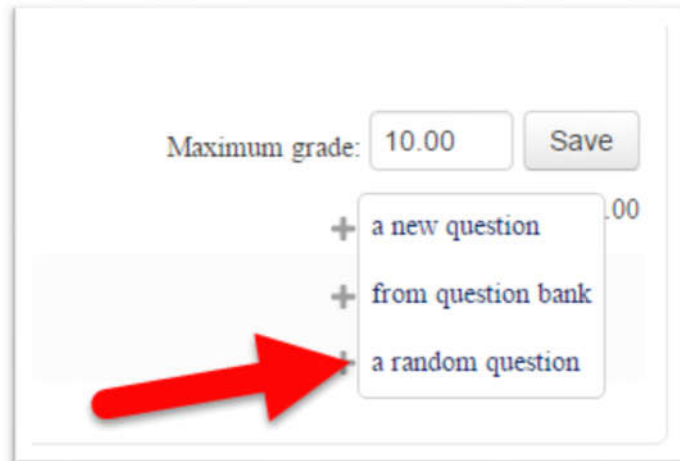 Maximum grade: 10.00 Save
.00
a new question
from question bank
a random question